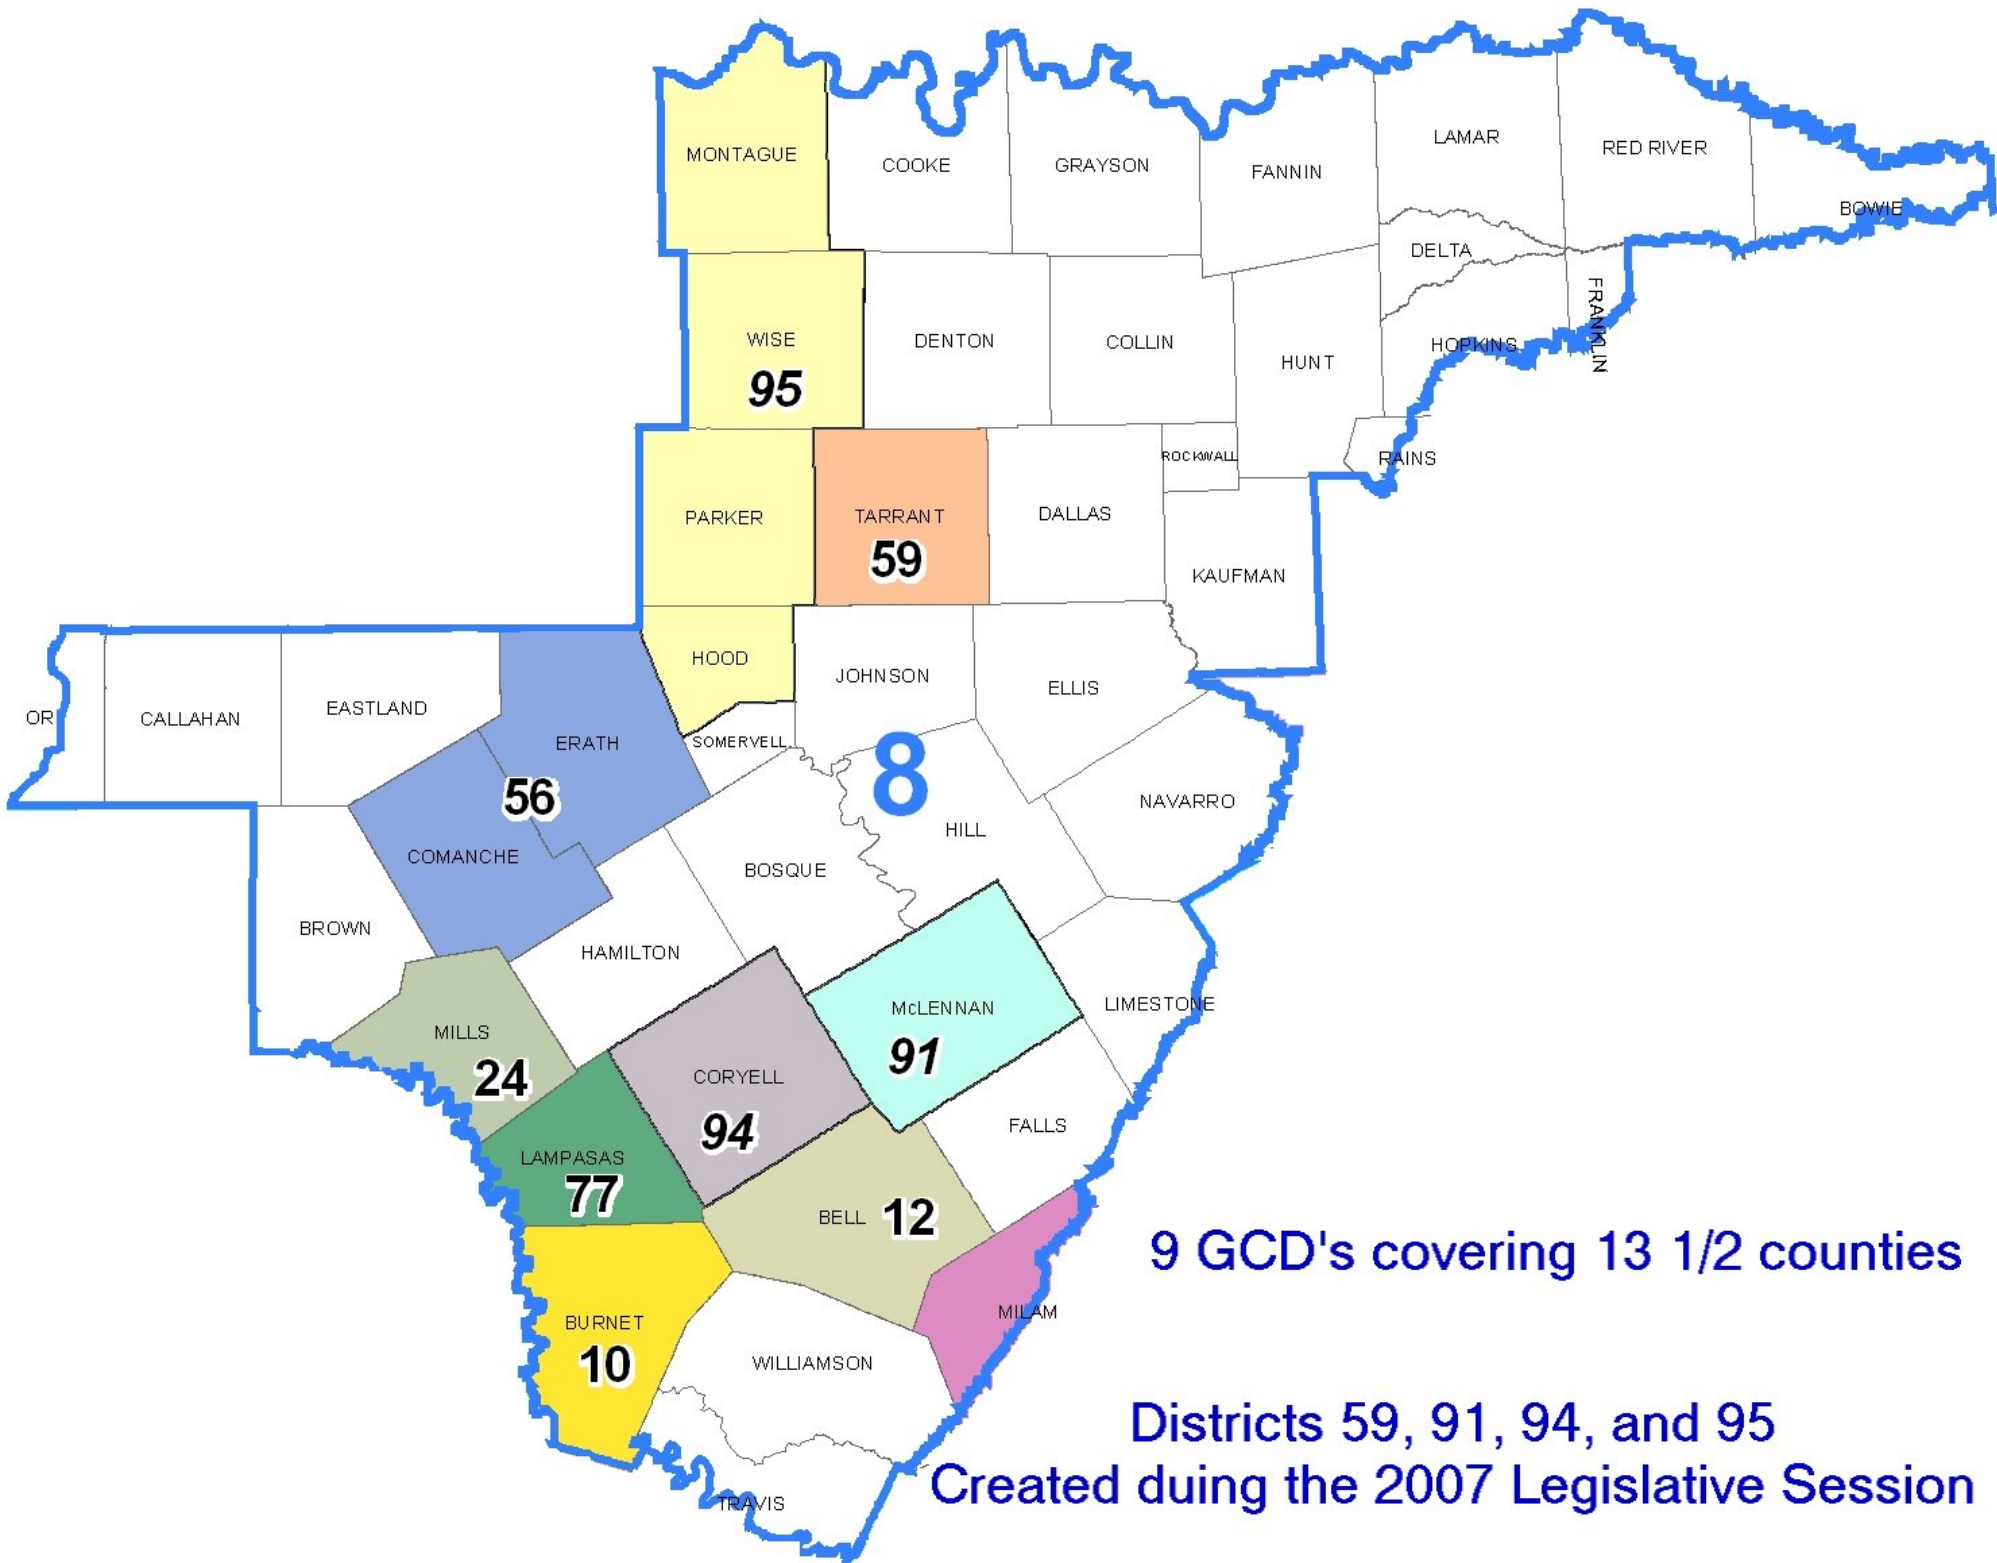 MONTAGUE
COOKE
GRAYSON
FANNIN
LAMAR
RED RIVER
BOWIE
DELTA
FRANKLIN
HOPKINS
WISE
95
DENTON
COLLIN
HUNT
ROCKWALL
RAINS
PARKER
TARRANT
59
DALLAS
KAUFMAN
HOOD
JOHNSON
ELLIS
OR
CALLAHAN
EASTLAND
ERATH
56
SOMERVELL
8
NAVARRO
HILL
COMANCHE
BOSQUE
BROWN
HAMILTON
McLENNAN
91
LIMESTONE
MILLS
24
CORYELL
94
FALLS
LAMPASAS
77
BELL 12
9 GCD's covering 13 1/2 counties
MILAM
BURNET
10
WILLIAMSON
Districts 59, 91, 94, and 95
Created duing the 2007 Legislative Session
TRAVIS